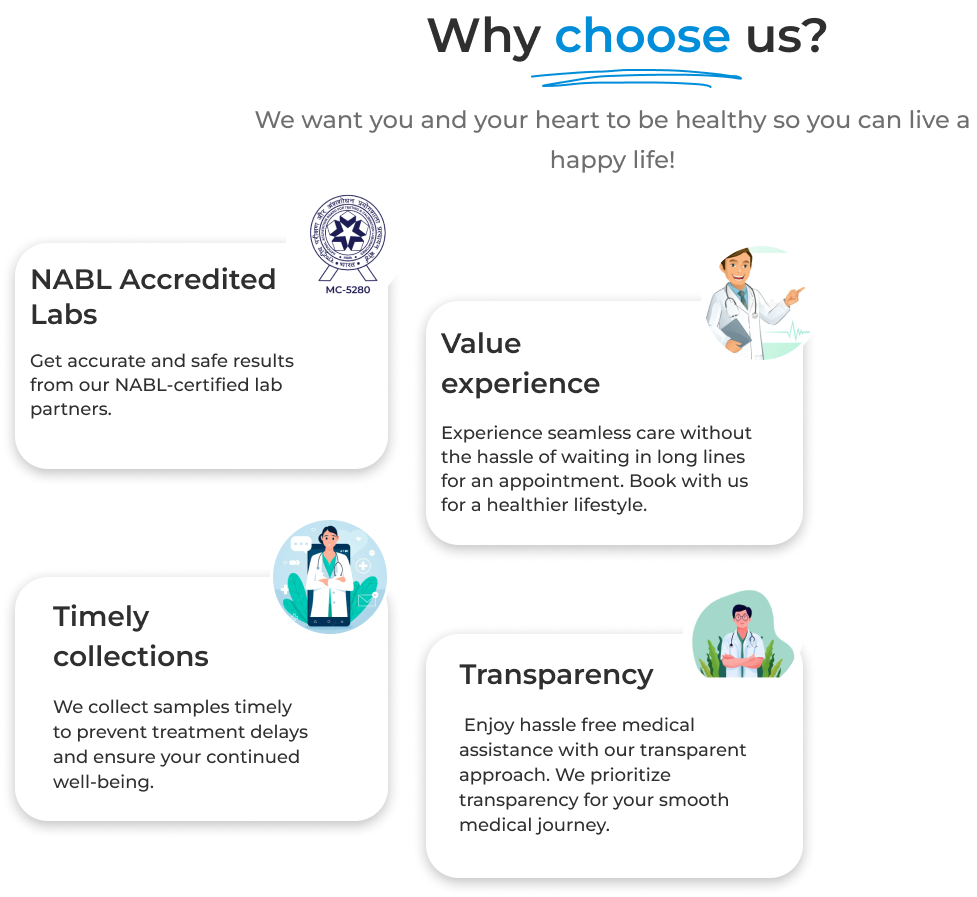 Why choose us?
We want you and your heart to be healthy so you can live a
happy life!
MC-5280
NABL Accredited
Labs
Get accurate and safe results
from our NABL-certified lab
partners.
Value
experience
Experience seamless care without
the hassle of waiting in long lines
for an appointment. Book with us
for a healthier lifestyle.
Timely
collections
We collect samples timely
to prevent treatment delays
and ensure your continued
well-being.
Transparency
Enjoy hassle free medical
assistance with our transparent
approach. We prioritize
transparency for your smooth
medical journey.